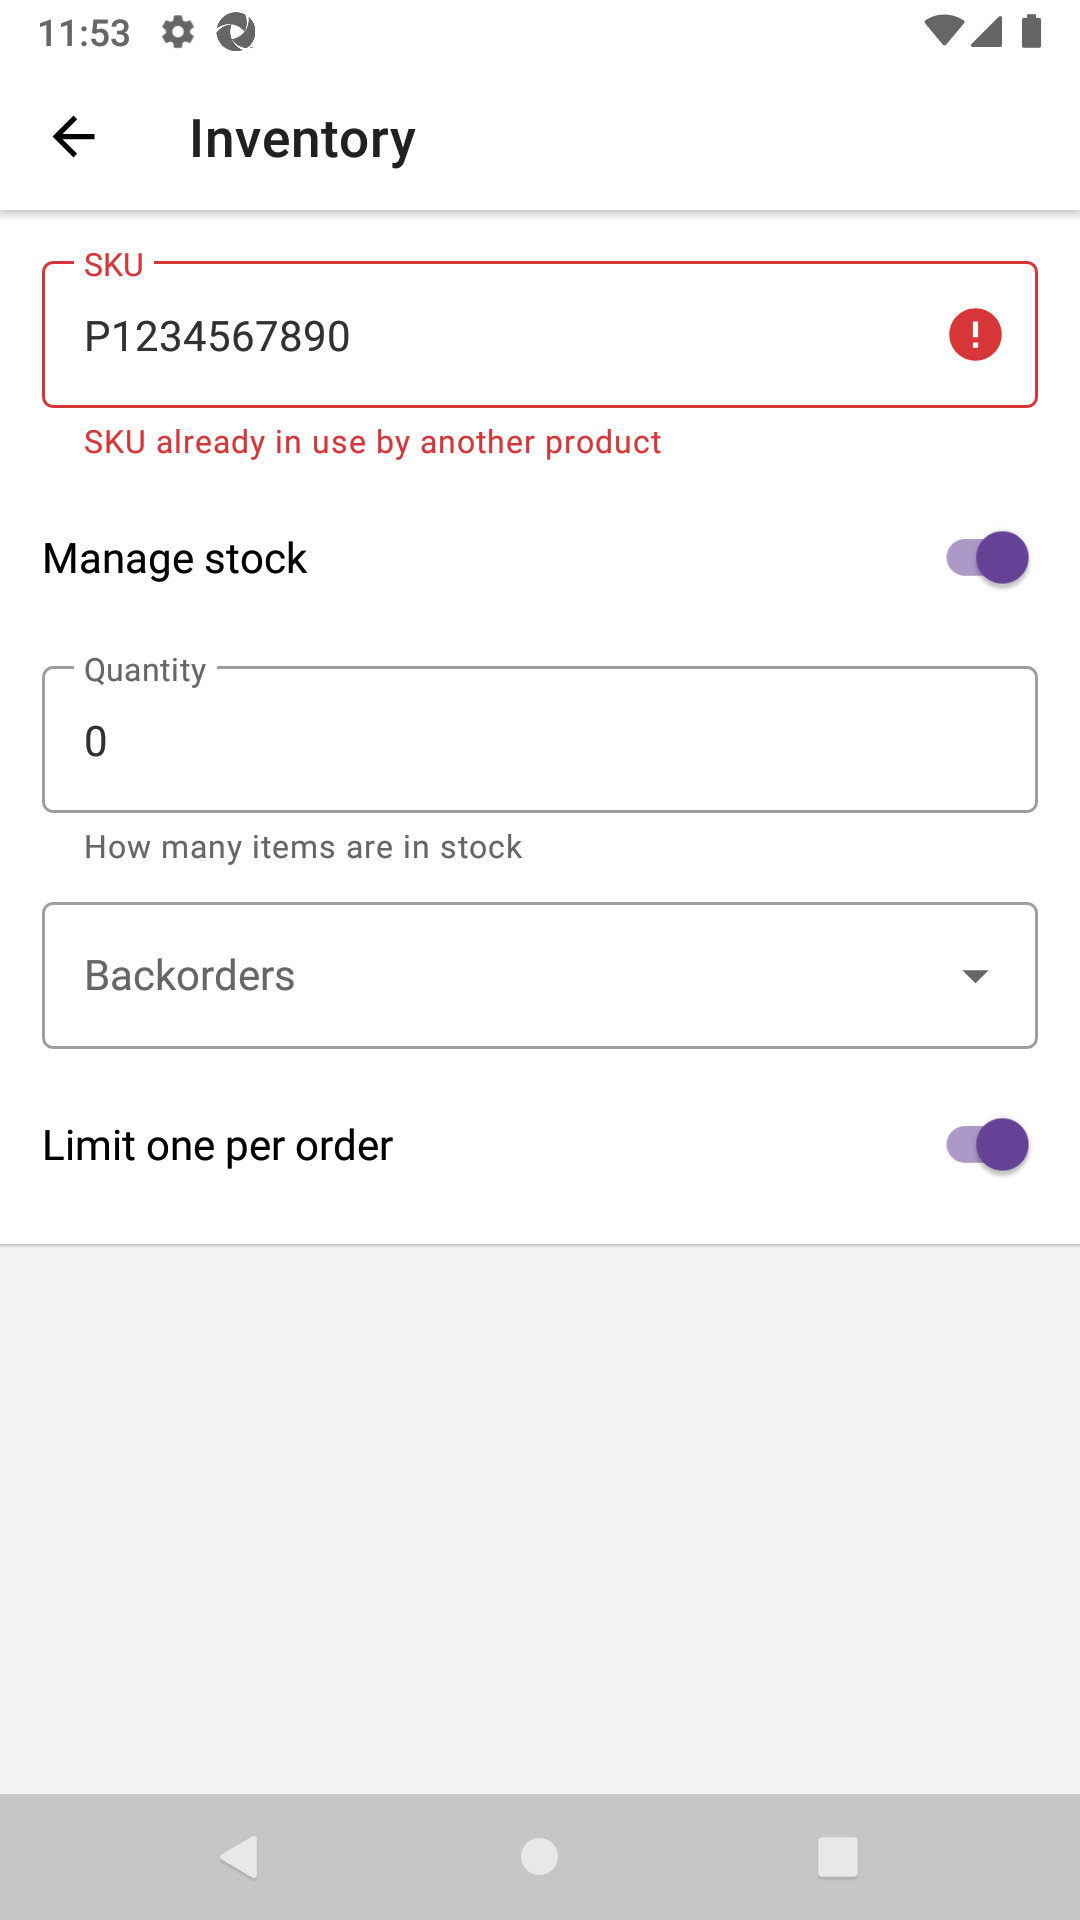 11:53
Inventory
SKU
P1234567890
SKU already in use by another product
Manage stock
Quantity
0
How many items are in stock
Backorders
Limit one per order